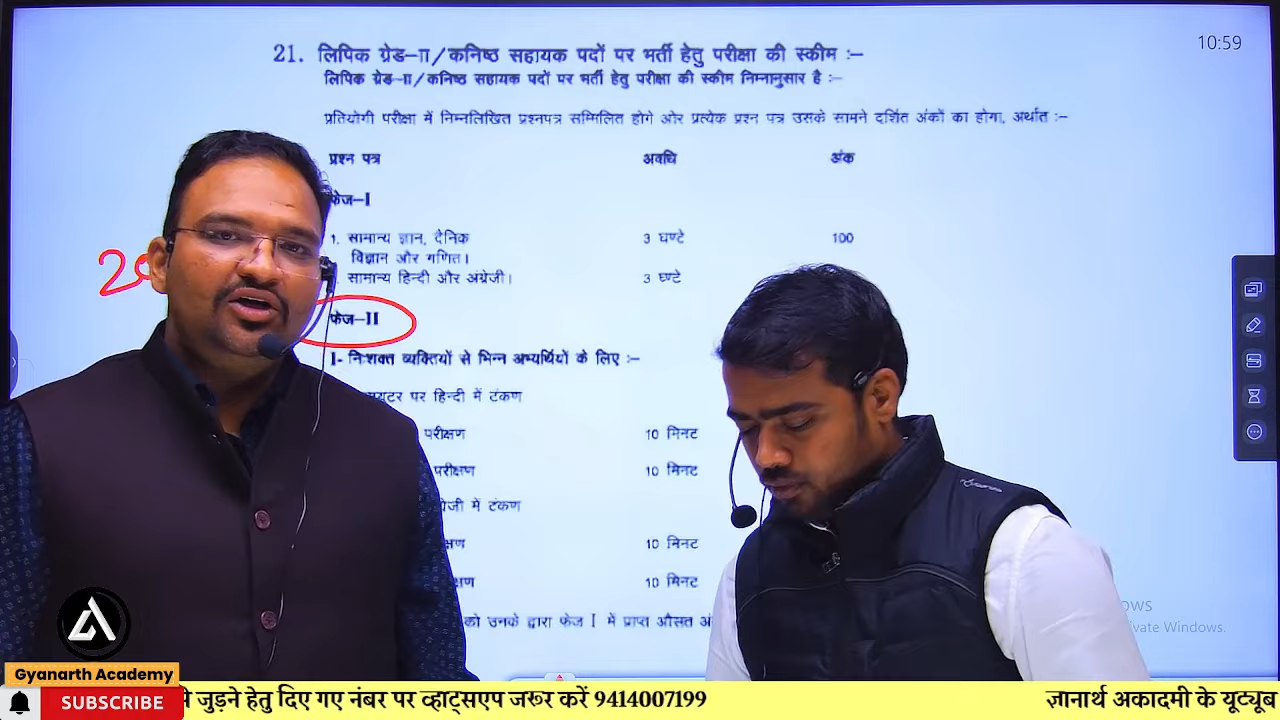 10:59
21. लिपिक ग्रेड–II/कनिष्ठ सहायक पदों पर भर्ती हेतु परीक्षा की स्कीम :–
लिपिक ग्रेड–II/कनिष्ठ सहायक पदों पर भर्ती हेतु परीक्षा की स्कीम निम्नानुसार है :–
प्रतियोगी परीक्षा में निम्नलिखित प्रश्नपत्र सम्मिलित होगे ओर प्रत्येक प्रश्न पत्र उसके सामने दर्शित अंकों का होगा, अर्थात :–
प्रश्न पत्र अवधि अंक
फेज–I
1. सामान्य ज्ञान, दैनिक 3 घण्टे 100
विज्ञान और गणित।
सामान्य हिन्दी और अंग्रेजी। 3 घ्ण्टे
फेज–II
I- निःशक्त व्यक्तियों से भिन्न अभ्यर्थियों के लिए :–
पर हिन्दी में टंकण
परीक्षण 10 मिनट
परीक्षण 10 मिनट
में टंकण
10 मिनट
10 मिनट
को उनके द्वारा फेज I में प्राप्त औसत
Gyanarth Academy
SUBSCRIBE
से जुड़ने हेतु दिए गए नंबर पर व्हाट्सएप जरूर करें 9414007199
ज्ञानार्थ अकादमी के यूट्यूब